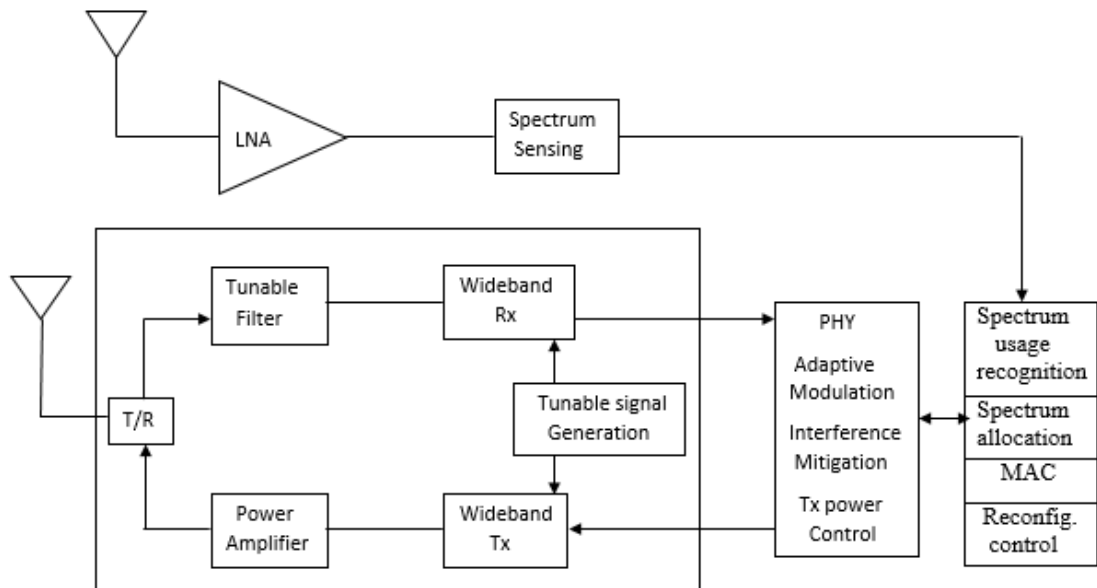 LNA
Spectrum
Sensing
Tunable
Filter
Wideband
Rx
T/R
Tunable signal
Generation
Power
Amplifier
Wideband
Tx
PHY
Adaptive
Modulation
Interference
Mitigation
Tx power
Control
Spectrum
usage
recognition
Spectrum
allocation
MAC
Reconfig.
control